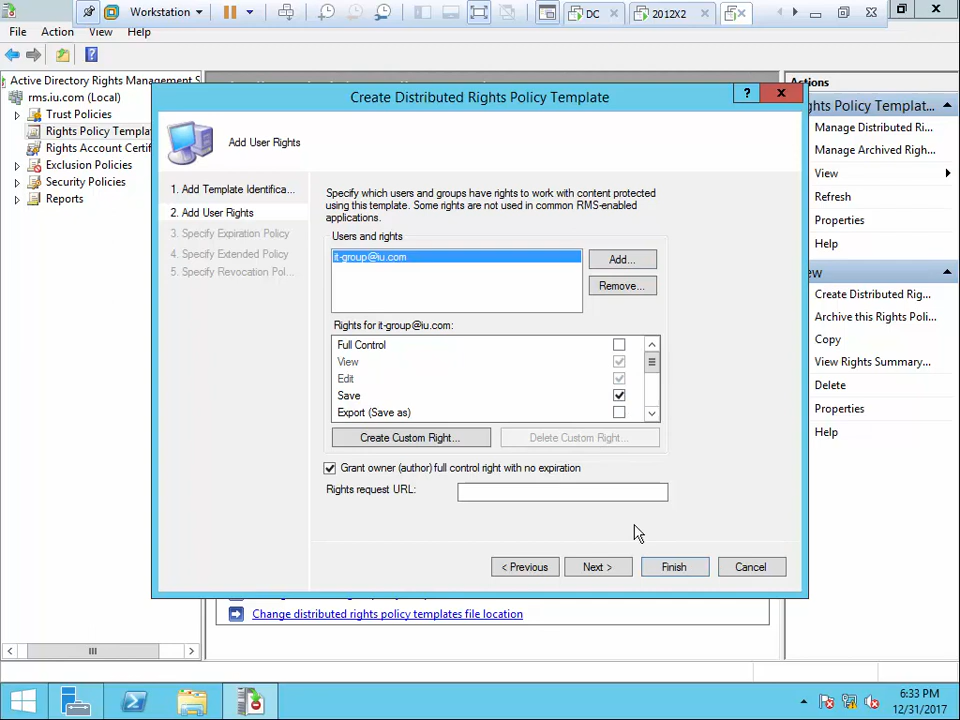 Workstation
DC
2012X2
File
Action
View
Help
Active Directory Rights Management S
rms.iu.com (Local)
Trust Policies
Rights Policy Templa
Rights Account Certif
Exclusion Policies
Security Policies
Reports
Create Distributed Rights Policy Template
?
Add User Rights
1. Add Template Identifica...
2. Add User Rights
3. Specify Expiration Policy
4. Specify Extended Policy
5. Specify Revocation Pol...
Specify which users and groups have rights to work with content protected
using this template. Some rights are not used in common RMS-enabled
applications.
Users and rights
it-group@iu.com
Add...
Remove...
Rights for it-group@iu.com:
Full Control
View
Edit
Save
Export (Save as)
Create Custom Right...
Delete Custom Right...
Grant owner (author) full control right with no expiration
Rights request URL:
< Previous
Next >
Finish
Cancel
Change distributed rights policy templates file location
Actions
ghts Policy Templat...
Manage Distributed Ri...
Manage Archived Righ...
View
Refresh
Properties
Help
ew
Create Distributed Rig...
Archive this Rights Poli...
Copy
View Rights Summary...
Delete
Properties
Help
6:33 PM
12/31/2017